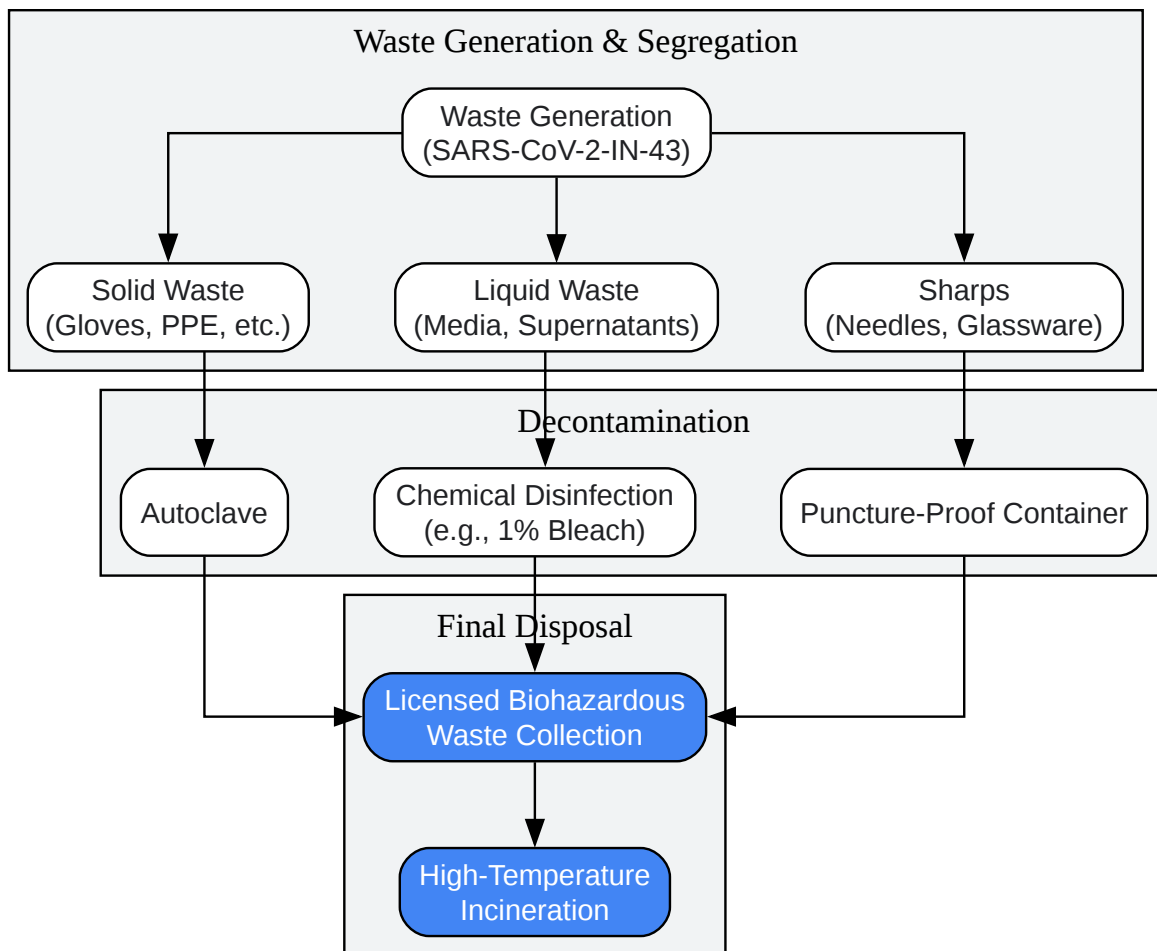 Waste Generation & Segregation
Waste Generation
(SARS-CoV-2-IN-43)
Solid Waste
(Gloves, PPE, etc.)
Liquid Waste
(Media, Supernatants)
Sharps
(Needles, Glassware)
Decontamination
Autoclave
Chemical Disinfection
(e.g., 1% Bleach)
Puncture-Proof Container
Final Disposal
Licensed Biohazardous
Waste Collection
High-Temperature
Incineration